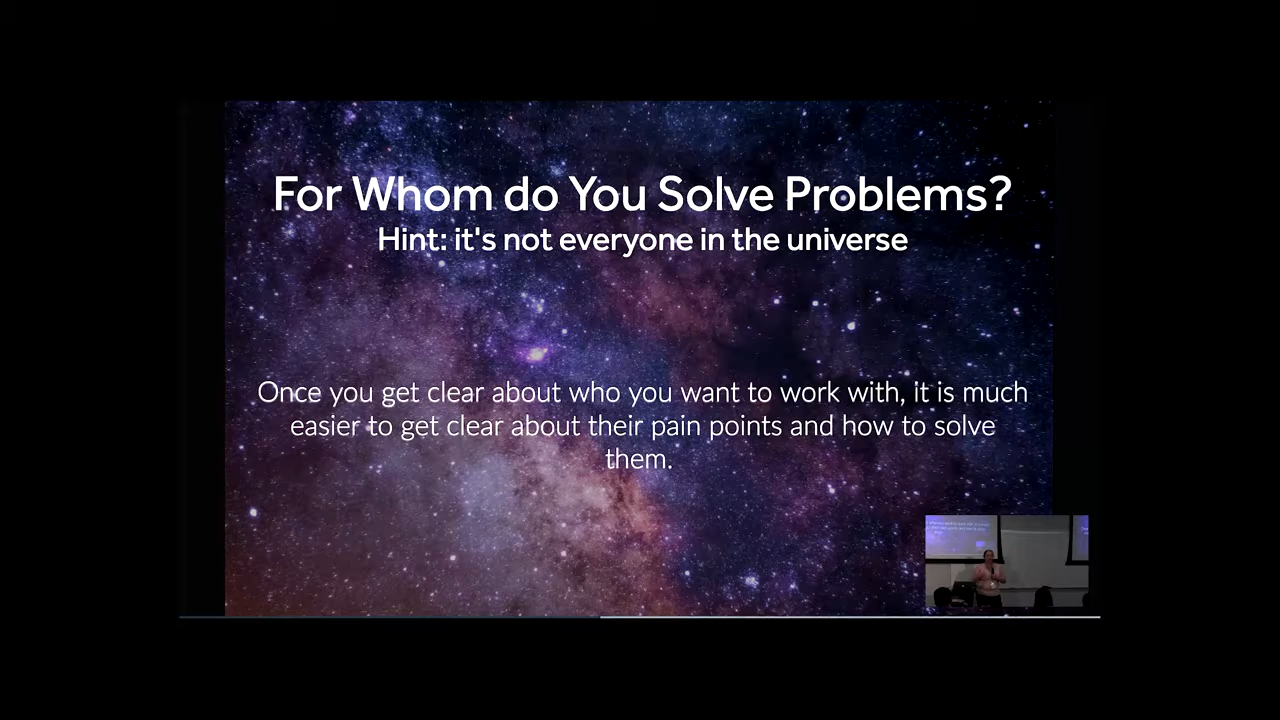 For Whom do You Solve Problems?
Hint: it's not everyone in the universe
Once you get clear about who you want to work with, it is much
easier to get clear about their pain points and how to solve
them.